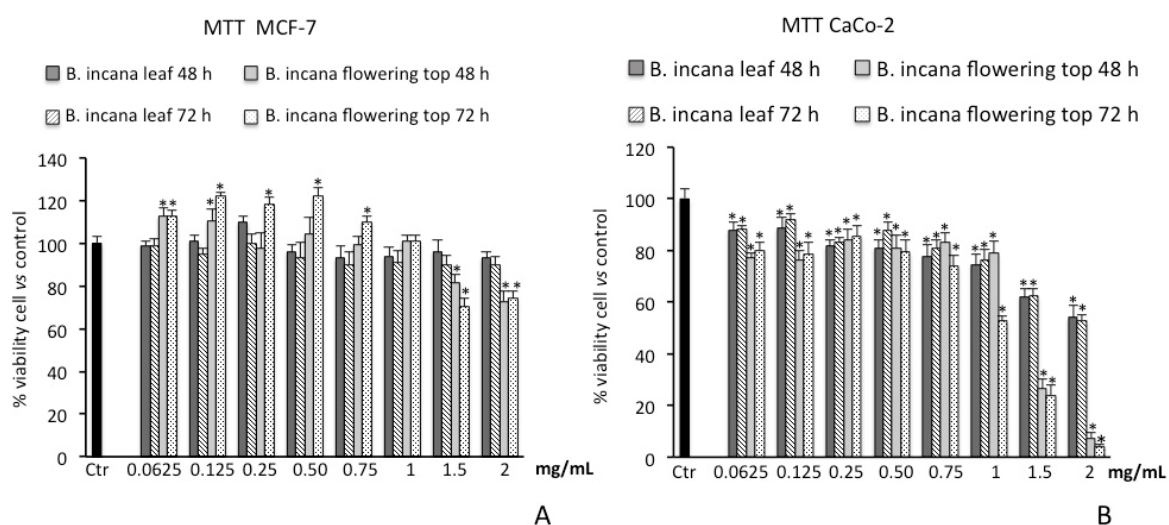 MTT MCF-7
B. incana leaf 48 h
B. incana flowering top 48 h
B. incana leaf 72 h
B. incana flowering top 72 h
% viability cell vs control
140
120
100
80
60
40
20
0
* * * * * * * * * * * *
Ctr 0.0625 0.125 0.25 0.50 0.75 1 1.5 2 mg/mL
A
MTT CaCo-2
B. incana leaf 48 h
B. incana flowering top 48 h
B. incana leaf 72 h
B. incana flowering top 72 h
% viability cell vs control
120
100
80
60
40
20
0
* * * * * * * * * * * * * * * * * * * * * * * * * * * * * * * *
Ctr 0.0625 0.125 0.25 0.50 0.75 1 1.5 2 mg/mL
B